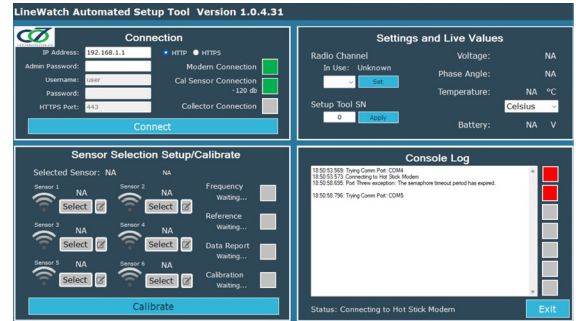 LineWatch Automated Setup Tool Version 1.0.4.31
Connection
IP Address: 192.168.1.1 HTTP HTTPS
Admin Password: Modem Connection
Username: user Cal Sensor Connection
-120 db
Password:
HTTPS Port: 443 Collector Connection
Connect
Settings and Live Values
Radio Channel Voltage: NA
In Use: Unknown
Set
Phase Angle: NA
Temperature: NA °C
Setup Tool SN Celsius
0 Apply
Battery: NA V
Sensor Selection Setup/Calibrate
Selected Sensor: NA NA
Sensor 1 NA Sensor 2 NA Frequency
Select Select Waiting...
Reference
Sensor 3 NA Sensor 4 NA Waiting...
Select Select Data Report
Waiting...
Sensor 5 NA Sensor 6 NA Calibration
Select Select Waiting...
Calibrate
Console Log
18:50:53.569: Trying Comm Port: COM4
18:50:53.573: Connecting to Hot Stick Modem
18:50:58.695: Port Threw exception: The semaphore timeout period has expired.
18:50:58.796: Trying Comm Port: COM5
Status: Connecting to Hot Stick Modem Exit